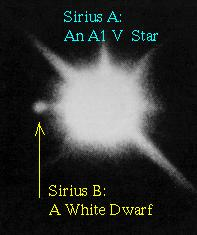 Sirius A:
An A1 V Star
Sirius B:
A White Dwarf